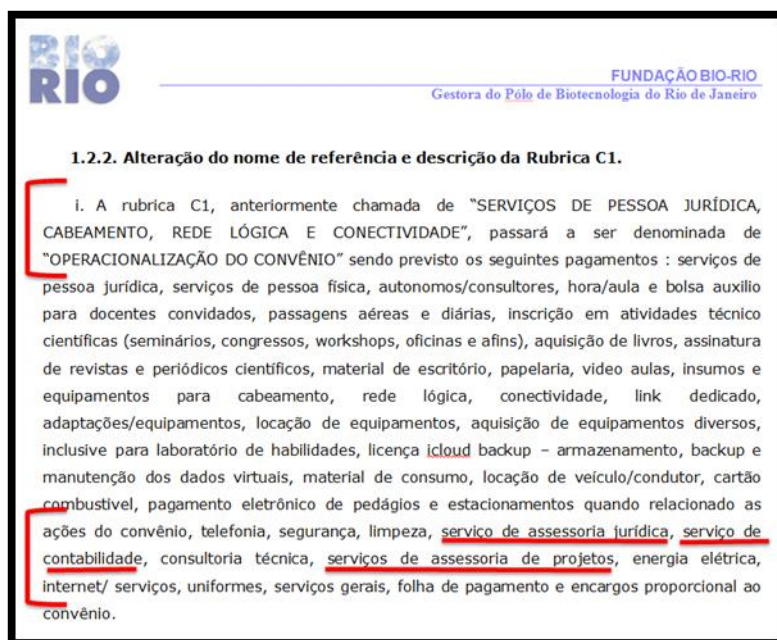 BIO
RIO
FUNDAÇÃO BIO-RIO
Gestora do Pólo de Biotecnologia do Rio de Janeiro
1.2.2. Alteração do nome de referência e descrição da Rubrica C1.
i. A rubrica C1, anteriormente chamada de "SERVIÇOS DE PESSOA JURÍDICA,
CABEAMENTO, REDE LÓGICA E CONECTIVIDADE", passará a ser denominada de
"OPERACIONALIZAÇÃO DO CONVÊNIO" sendo previsto os seguintes pagamentos : serviços de
pessoa jurídica, serviços de pessoa física, autonomos/consultores, hora/aula e bolsa auxilio
para docentes convidados, passagens aéreas e diárias, inscrição em atividades técnico
científicas (seminários, congressos, workshops, oficinas e afins), aquisição de livros, assinatura
de revistas e periódicos científicos, material de escritório, papelaria, video aulas, insumos e
equipamentos para cabeamento, rede lógica, conectividade, link dedicado,
adaptações/equipamentos, locação de equipamentos, aquisição de equipamentos diversos,
inclusive para laboratório de habilidades, licença icloud backup – armazenamento, backup e
manutenção dos dados virtuais, material de consumo, locação de veículo/condutor, cartão
combustível, pagamento eletrônico de pedágios e estacionamentos quando relacionado as
ações do convênio, telefonia, segurança, limpeza, serviço de assessoria jurídica, serviço de
contabilidade, consultoria técnica, serviços de assessoria de projetos, energia elétrica,
internet/ serviços, uniformes, serviços gerais, folha de pagamento e encargos proporcional ao
convênio.